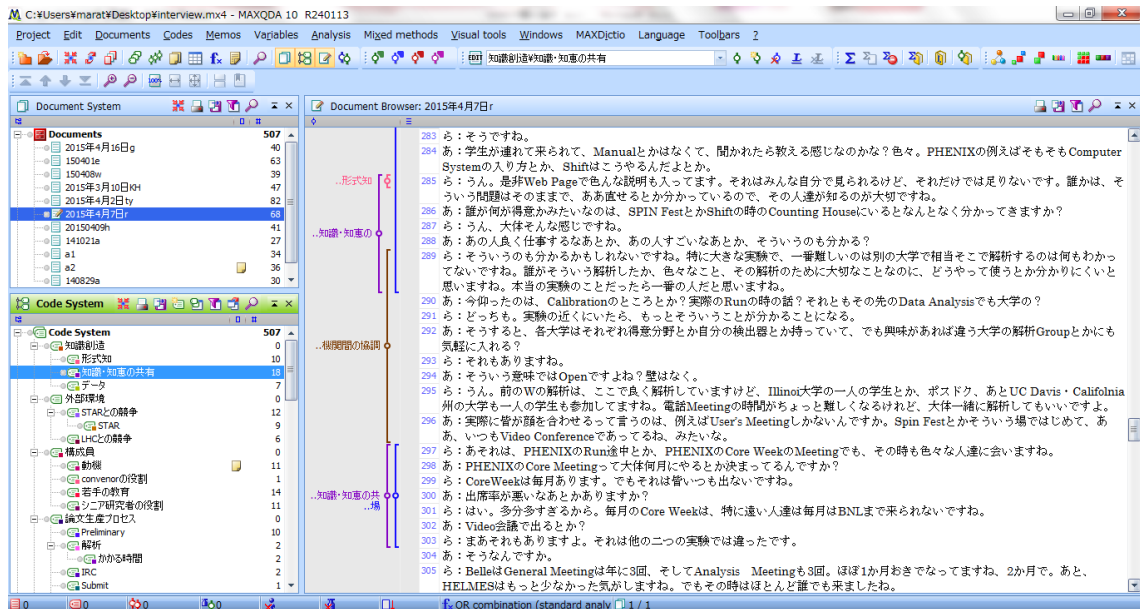 C:¥Users¥marat¥Desktop¥interview.mx4 - MAXQDA 10 R240113
Project Edit Documents Codes Memos Variables Analysis Mixed methods Visual tools Windows MAXDictio Language Toolbars ?
知識創造¥知識・知恵の共有
Document System
Documents 507
2015年4月16日g 40
150401e 63
150408w 39
2015年3月10日KH 47
2015年4月2日ty 82
2015年4月7日r 68
20150409h 41
141021a 27
a1 34
a2 36
140829a 30
Code System
Code System 507
知識創造 0
形式知 10
知識・知恵の共有 18
データ 7
外部環境 0
STARとの競争 12
STAR 9
LHCとの競争 6
構成員 0
動機 11
convenorの役割 1
若手の教育 14
シニア研究者の役割 11
論文生産プロセス 0
Preliminary 10
解析 2
かかる時間 2
IRC 2
Submit 1
Document Browser: 2015年4月7日r
..形式知
..知識・知恵の
..機関間の協調
..知識・知恵の共
..場
283 ら：そうですね。
284 あ：学生が連れて来られて、Manualとかはなくて、聞かれたら教える感じなのかな？色々。PHENIXの例えばそもそもComputer
Systemの入り方とか、Shiftはこうやるんだよとか。
285 ら：うん。是非Web Pageで色んな説明も入ってます。それはみんな自分で見られるけど、それだけでは足りないです。誰かは、そ
ういう問題はそのままで、ああ直せるとか分かっているので、その人達が知るのが大切ですね。
286 あ：誰が何が得意かみたいなのは、SPIN FestとかShiftの時のCounting Houseにいるとなんとなく分かってきますか？
287 ら：うん、大体そんな感じですね。
288 あ：あの人良く仕事するなあとか、あの人すごいなあとか、そういうのも分かる？
289 ら：そういうのも分かるかもしれないですね。特に大きな実験で、一番難しいのは別の大学で相当そこで解析するのは何もわかっ
てないですね。誰がそういう解析したか、色々なこと、その解析のために大切なことなのに、どうやって使うとか分かりにくいと
思いますね。本当の実験のことだったら一番の人だと思いますね。
290 あ：今仰ったのは、Calibrationのところとか？実際のRunの時の話？それともその先のData Analysisでも大学の？
291 ら：どっちも。実験の近くにいたら、もっとそういうことが分かることになる。
292 あ：そうすると、各大学はそれぞれ得意分野とか自分の検出器とか持っていて、でも興味があれば違う大学の解析Groupとかにも
気軽に入れる？
293 ら：それもありますね。
294 あ：そういう意味ではOpenですよね？壁はなく。
295 ら：うん。前のWの解析は、ここで良く解析していますけど、Illinoi大学の一人の学生とか、ポスドク、あとUC Davis・Califolnia
州の大学も一人の学生も参加してますね。電話Meetingの時間がちょっと難しくなるけれど、大体一緒に解析してもいいですよ。
296 あ：実際に皆が顔を合わせるって言うのは、例えばUser's Meetingしかないんですか。Spin Festとかそういう場ではじめて、あ
あ、いつもVideo Conferenceであってるね、みたいな。
297 ら：あそれは、PHENIXのRun途中とか、PHENIXのCore WeekのMeetingでも、その時も色々な人達に会いますね。
298 あ：PHENIXのCore Meetingって大体何月にやるとか決まってるんですか？
299 ら：CoreWeekは毎月あります。でもそれは皆いつも出ないですね。
300 あ：出席率が悪いなあとかありますか？
301 ら：はい。多分多すぎるから。毎月のCore Weekは、特に遠い人達は毎月はBNLまで来られないですね。
302 あ：Video会議で出るとか？
303 ら：まあそれもありますよ。それは他の二つの実験では違ったです。
304 あ：そうなんですか。
305 ら：BelleはGeneral Meetingは年に3回、そしてAnalysis Meetingも3回。ほぼ1か月おきでなってますね、2か月で。あと、
HELMESはもっと少なかった気がしますね。でもその時はほとんど誰でも来ましたね。
0 0 0 0 OR combination (standard analy 1 / 1